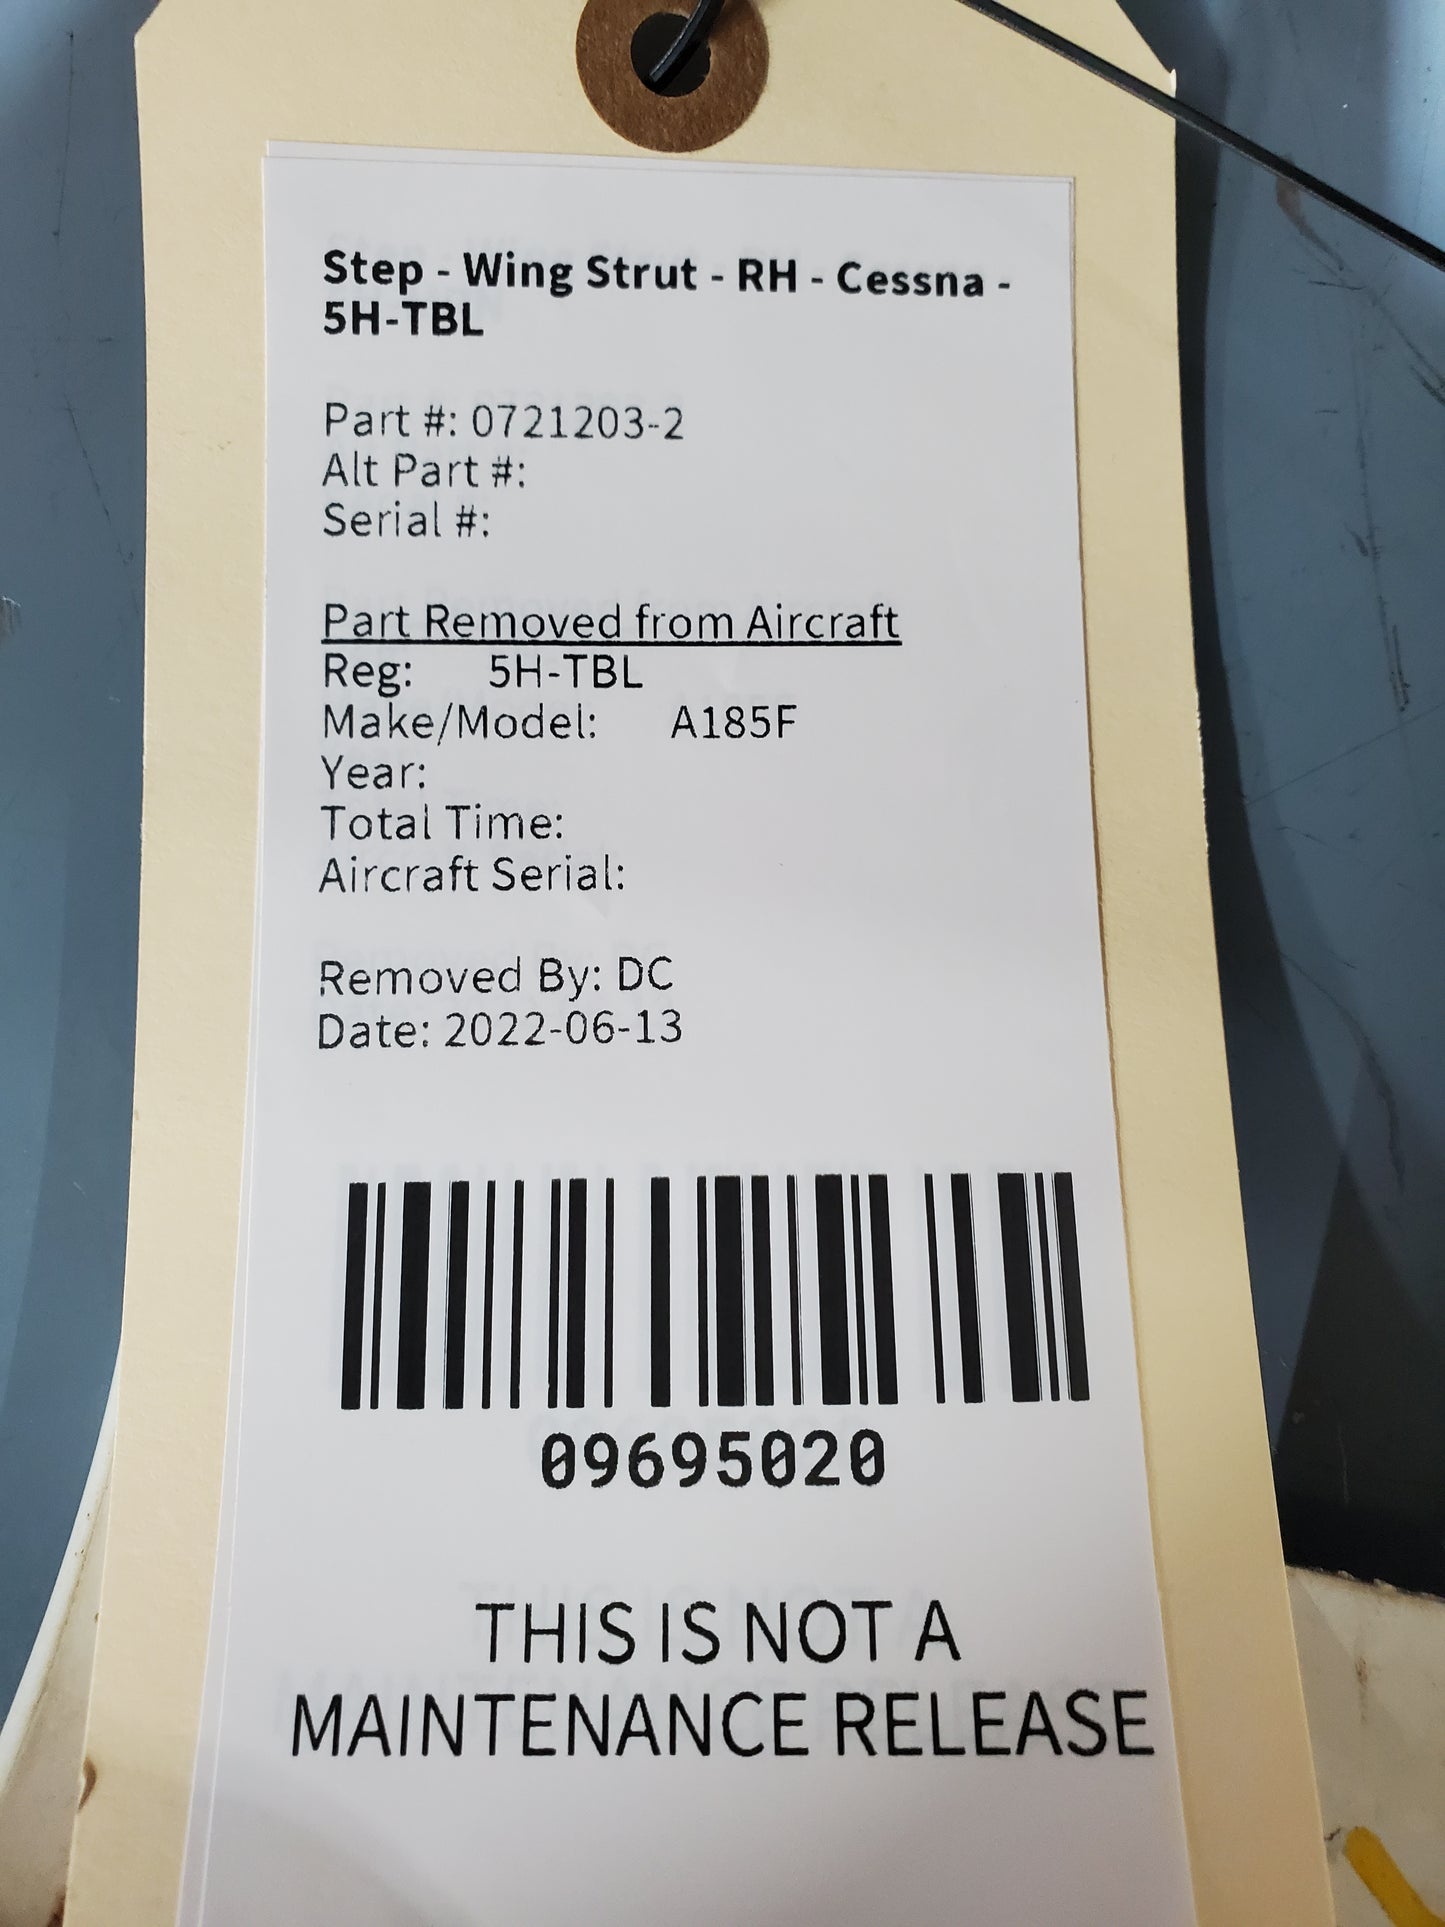 Step - Wing Strut - RH - Cessna -
5H-TBL
Part #: 0721203-2
Alt Part #:
Serial #:
Part Removed from Aircraft
Reg: 5H-TBL
Make/Model: A185F
Year:
Total Time:
Aircraft Serial:
Removed By: DC
Date: 2022-06-13
09695020
THIS IS NOT A
MAINTENANCE RELEASE